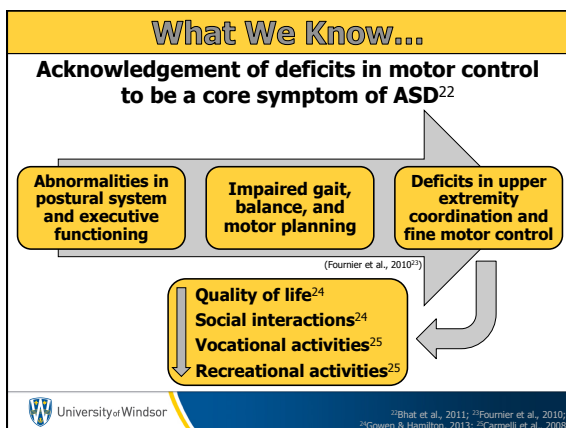 What We Know...
Acknowledgement of deficits in motor control
to be a core symptom of ASD22
Abnormalities in
postural system
and executive
functioning
Impaired gait,
balance, and
motor planning
Deficits in upper
extremity
coordination and
fine motor control
(Fournier et al., 201023)
Quality of life24
Social interactions24
Vocational activities25
Recreational activities25
University of Windsor
22Bhat et al., 2011; 23Fournier et al., 2010;
24Gowen & Hamilton, 2013; 25Carmelli et al., 2008